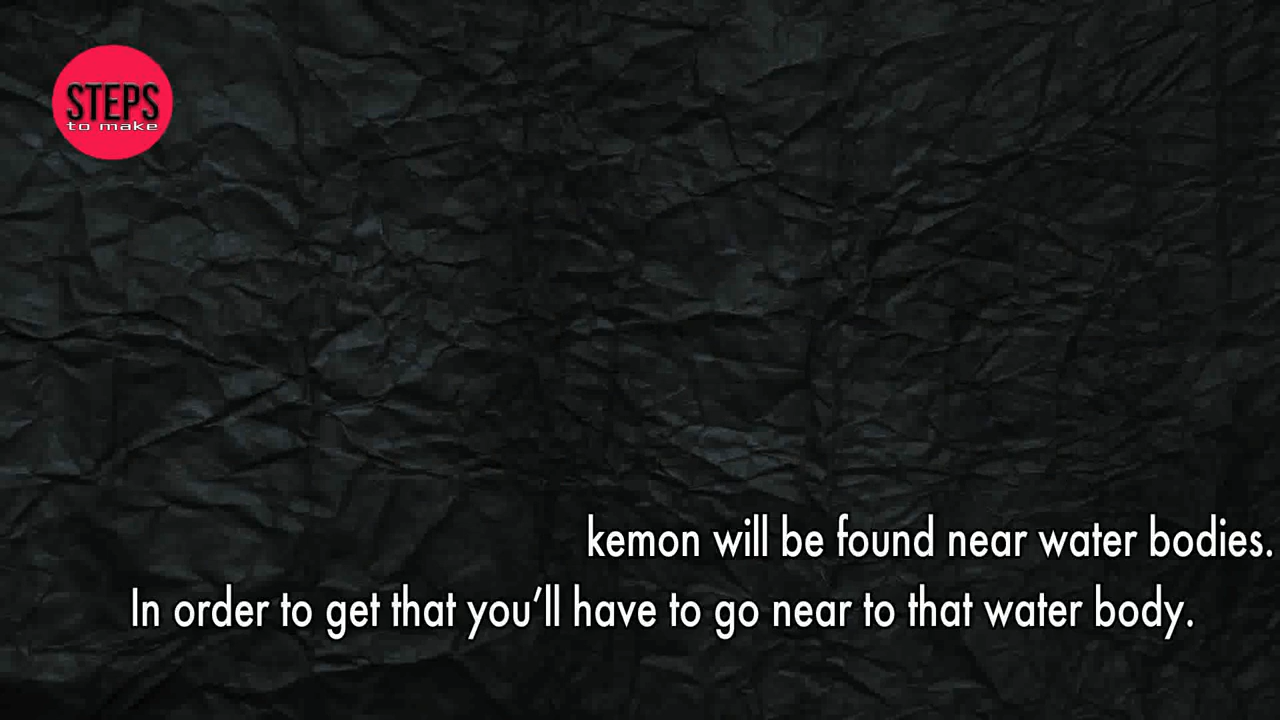 STEPS
to make
kemon will be found near water bodies.
In order to get that you’ll have to go near to that water body.